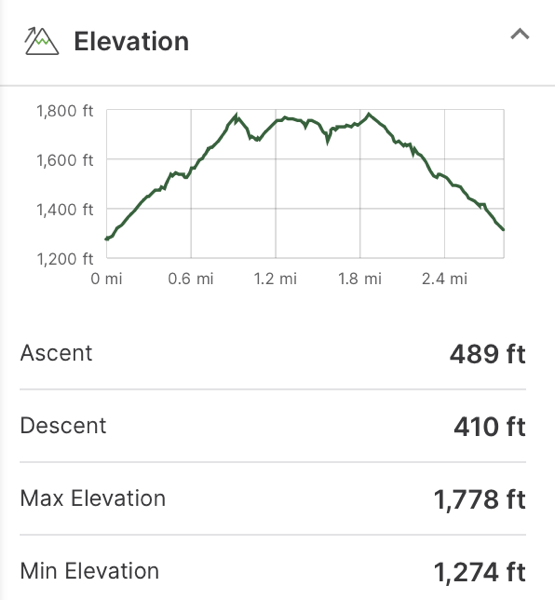 Elevation
1,800 ft
1,600 ft
1,400 ft
1,200 ft
0 mi 0.6 mi 1.2 mi 1.8 mi 2.4 mi
Ascent 489 ft
Descent 410 ft
Max Elevation 1,778 ft
Min Elevation 1,274 ft